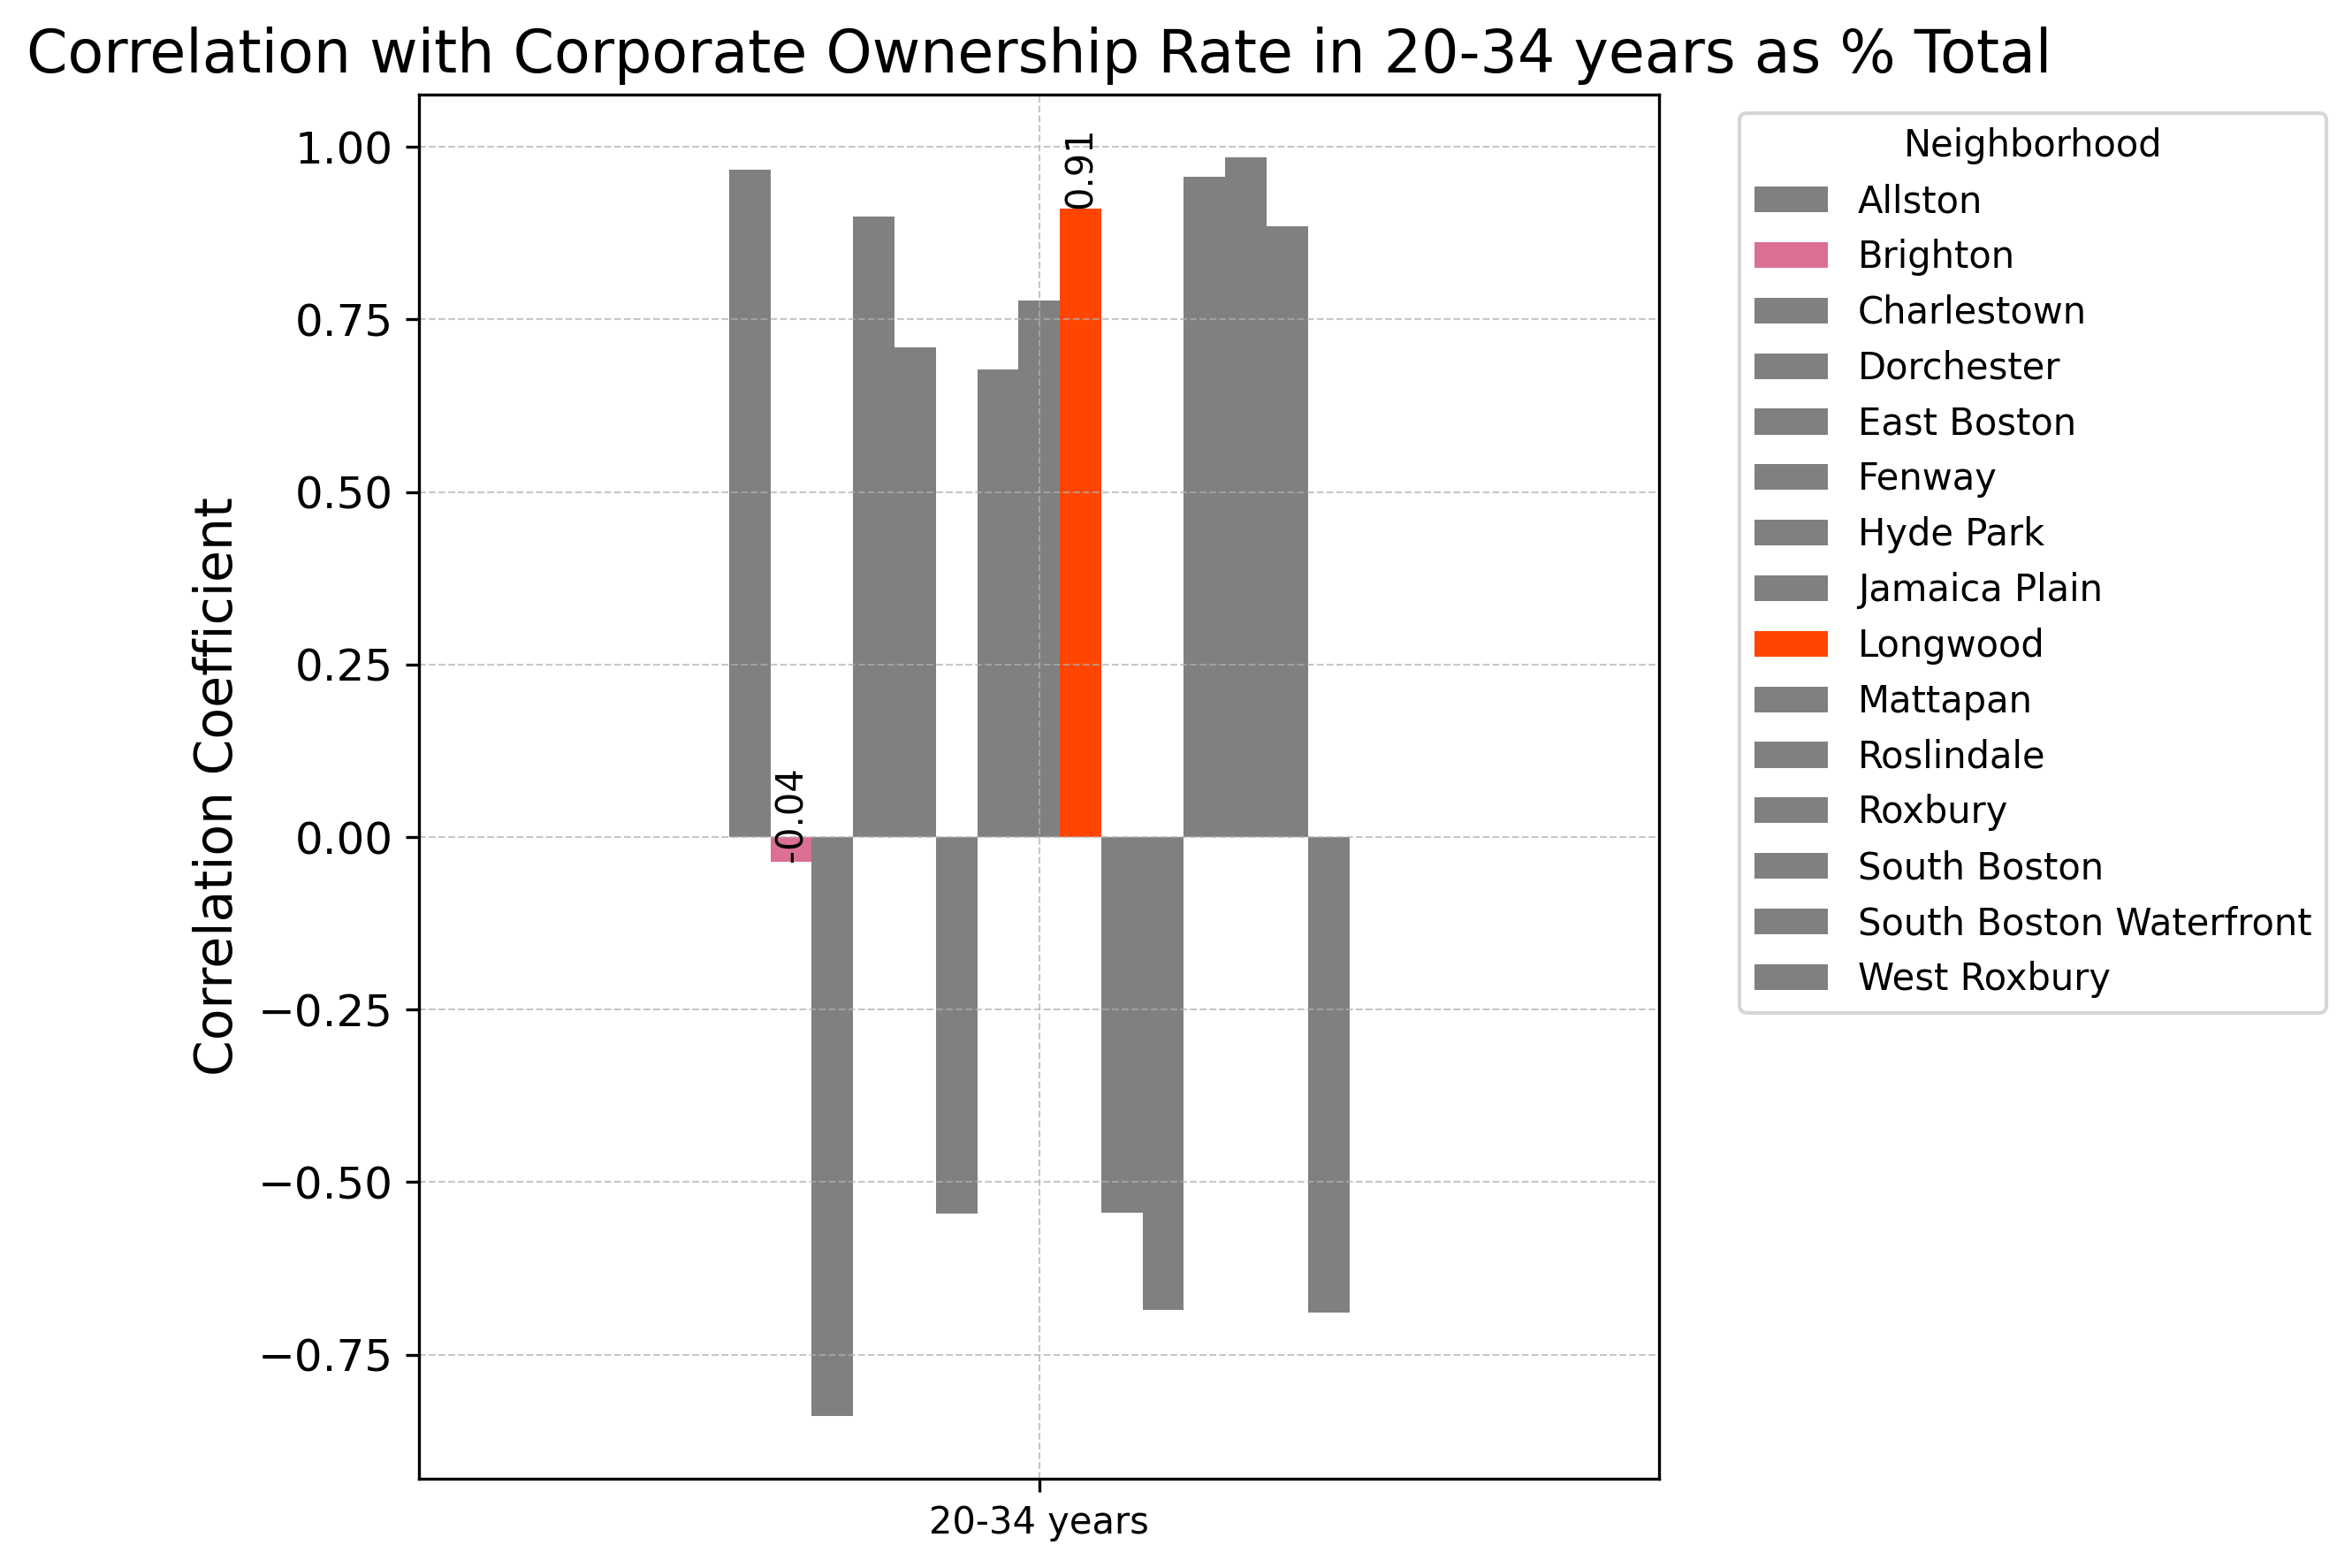 Correlation with Corporate Ownership Rate in 20-34 years as % Total
Correlation Coefficient
1.00
0.75
0.50
0.25
0.00
−0.25
−0.50
−0.75
-0.04
0.91
20-34 years
Neighborhood
Allston
Brighton
Charlestown
Dorchester
East Boston
Fenway
Hyde Park
Jamaica Plain
Longwood
Mattapan
Roslindale
Roxbury
South Boston
South Boston Waterfront
West Roxbury